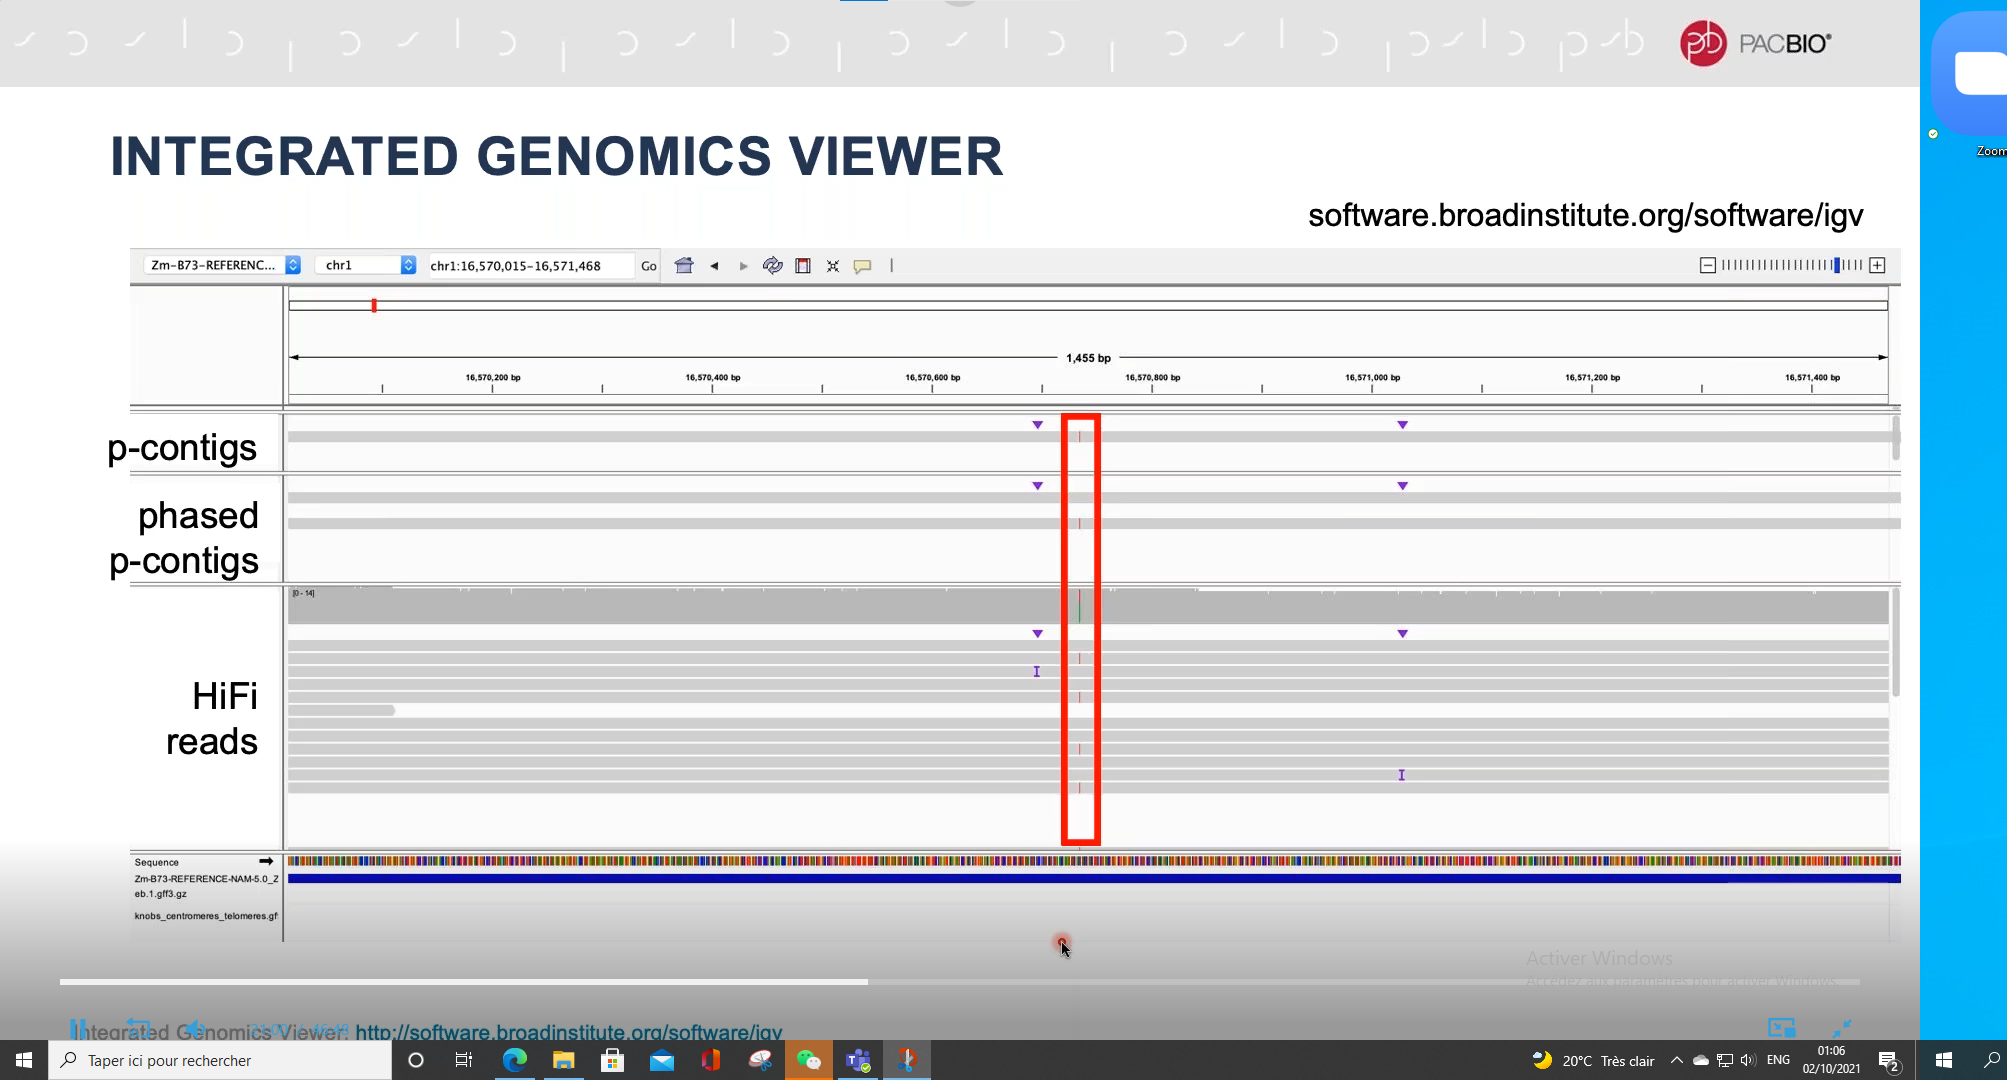 PACBIO®
INTEGRATED GENOMICS VIEWER
software.broadinstitute.org/software/igv
Zm-B73-REFERENC... chr1 chr1:16,570,015-16,571,468 Go
1,455 bp
16,570,200 bp 16,570,400 bp 16,570,600 bp 16,570,800 bp 16,571,000 bp 16,571,200 bp 16,571,400 bp
p-contigs
phased
p-contigs
[0 - 14]
HiFi
reads
Sequence
Zm-B73-REFERENCE-NAM-5.0_Z
eb.1.gff3.gz
knobs_centromeres_telomeres.gf
Activer Windows
Accédez aux paramètres pour activer Windows.
Integrated Genomics Viewer: http://software.broadinstitute.org/software/igv
Zoom
Taper ici pour rechercher
20°C Très clair
ENG
01:06
02/10/2021
2